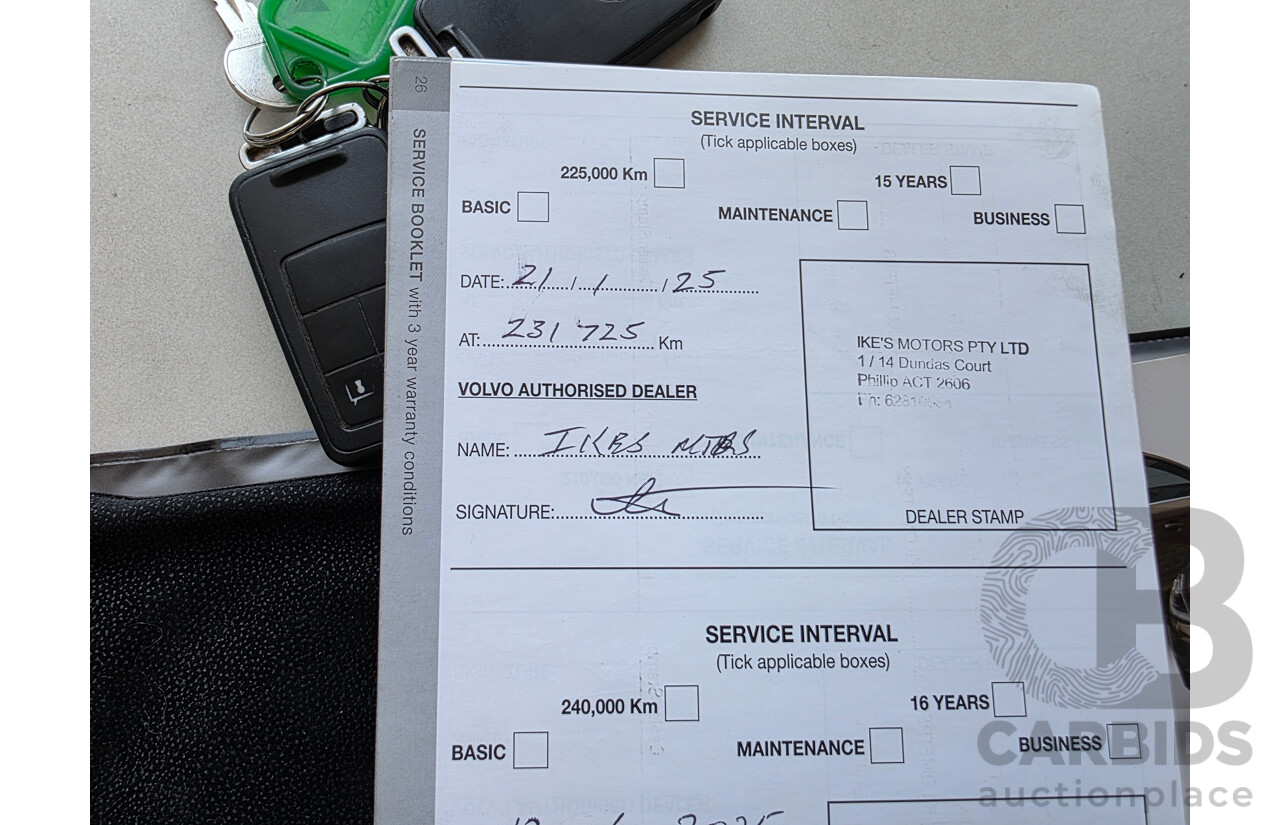 26
SERVICE BOOKLET with 3 year warranty conditions
SERVICE INTERVAL
(Tick applicable boxes)
225,000 Km 15 YEARS
BASIC MAINTENANCE BUSINESS
DATE: 21 / 1 / 25
AT: 231 725 Km
VOLVO AUTHORISED DEALER
NAME: IKES MTRS
SIGNATURE:
IKE'S MOTORS PTY LTD
1 / 14 Dundas Court
Phillip ACT 2606
Ph:
DEALER STAMP
SERVICE INTERVAL
(Tick applicable boxes)
240,000 Km 16 YEARS
BASIC MAINTENANCE BUSINESS
2025
CB
CARBIDS
auctionplace